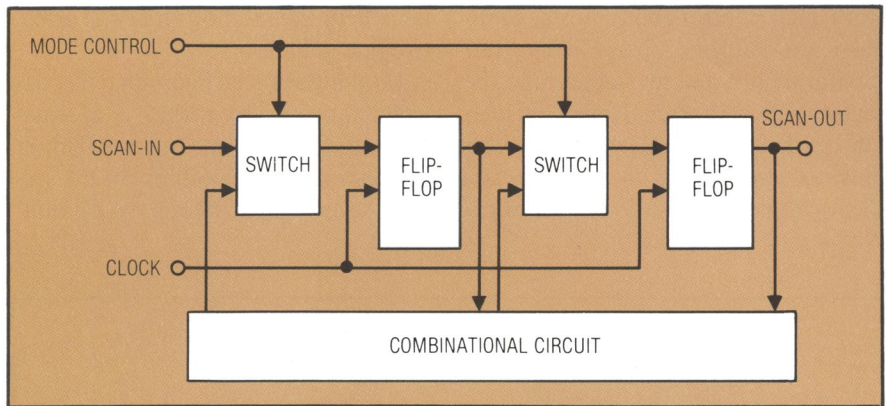 MODE CONTROL
SCAN-OUT
SCAN-IN
SWITCH
FLIP-
FLOP
SWITCH
FLIP-
FLOP
CLOCK
COMBINATIONAL CIRCUIT